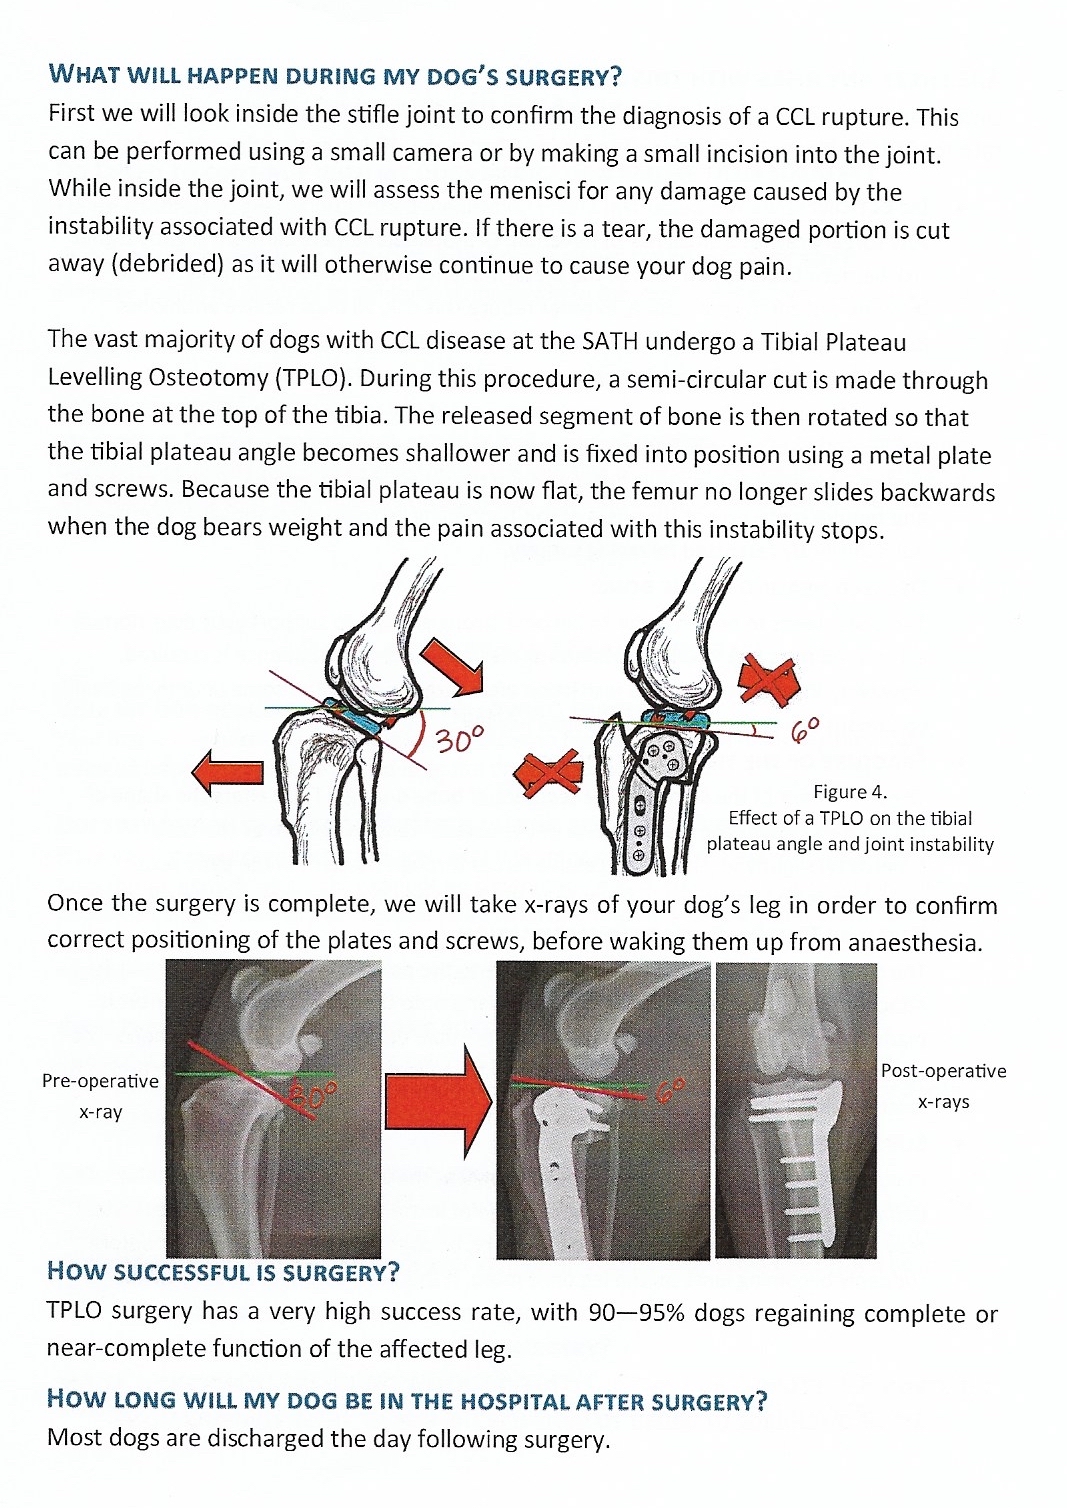 WHAT WILL HAPPEN DURING MY DOG'S SURGERY?
First we will look inside the stifle joint to confirm the diagnosis of a CCL rupture. This
can be performed using a small camera or by making a small incision into the joint.
While inside the joint, we will assess the menisci for any damage caused by the
instability associated with CCL rupture. If there is a tear, the damaged portion is cut
away (debrided) as it will otherwise continue to cause your dog pain.
The vast majority of dogs with CCL disease at the SATH undergo a Tibial Plateau
Levelling Osteotomy (TPLO). During this procedure, a semi-circular cut is made through
the bone at the top of the tibia. The released segment of bone is then rotated so that
the tibial plateau angle becomes shallower and is fixed into position using a metal plate
and screws. Because the tibial plateau is now flat, the femur no longer slides backwards
when the dog bears weight and the pain associated with this instability stops.
30°
6°
Figure 4.
Effect of a TPLO on the tibial
plateau angle and joint instability
Once the surgery is complete, we will take x-rays of your dog's leg in order to confirm
correct positioning of the plates and screws, before waking them up from anaesthesia.
Pre-operative
x-ray
30°
6°
Post-operative
x-rays
HOW SUCCESSFUL IS SURGERY?
TPLO surgery has a very high success rate, with 90—95% dogs regaining complete or
near-complete function of the affected leg.
HOW LONG WILL MY DOG BE IN THE HOSPITAL AFTER SURGERY?
Most dogs are discharged the day following surgery.